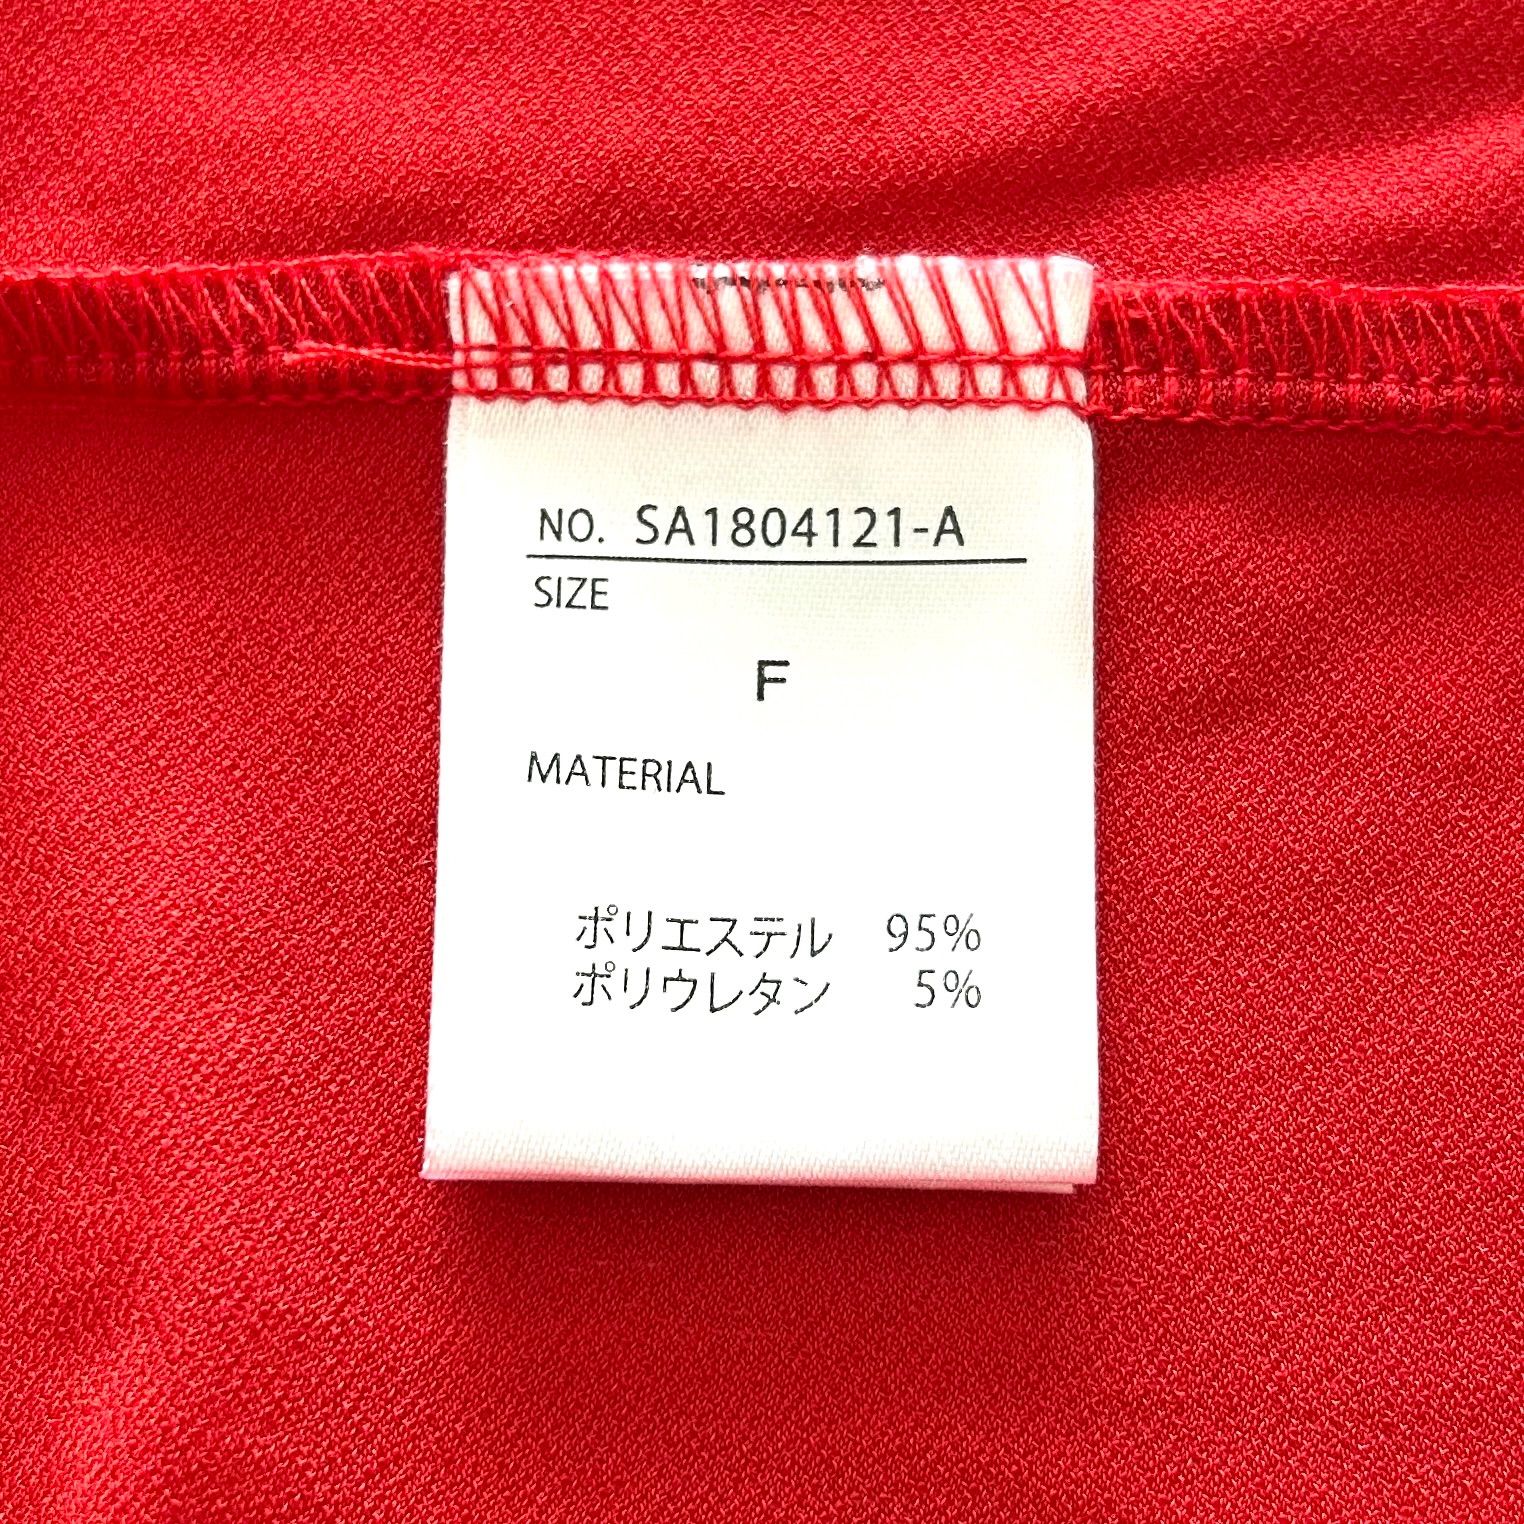 NO. SA1804121-A
SIZE
F
MATERIAL
ポリエステル 95%
ポリウレタン 5%